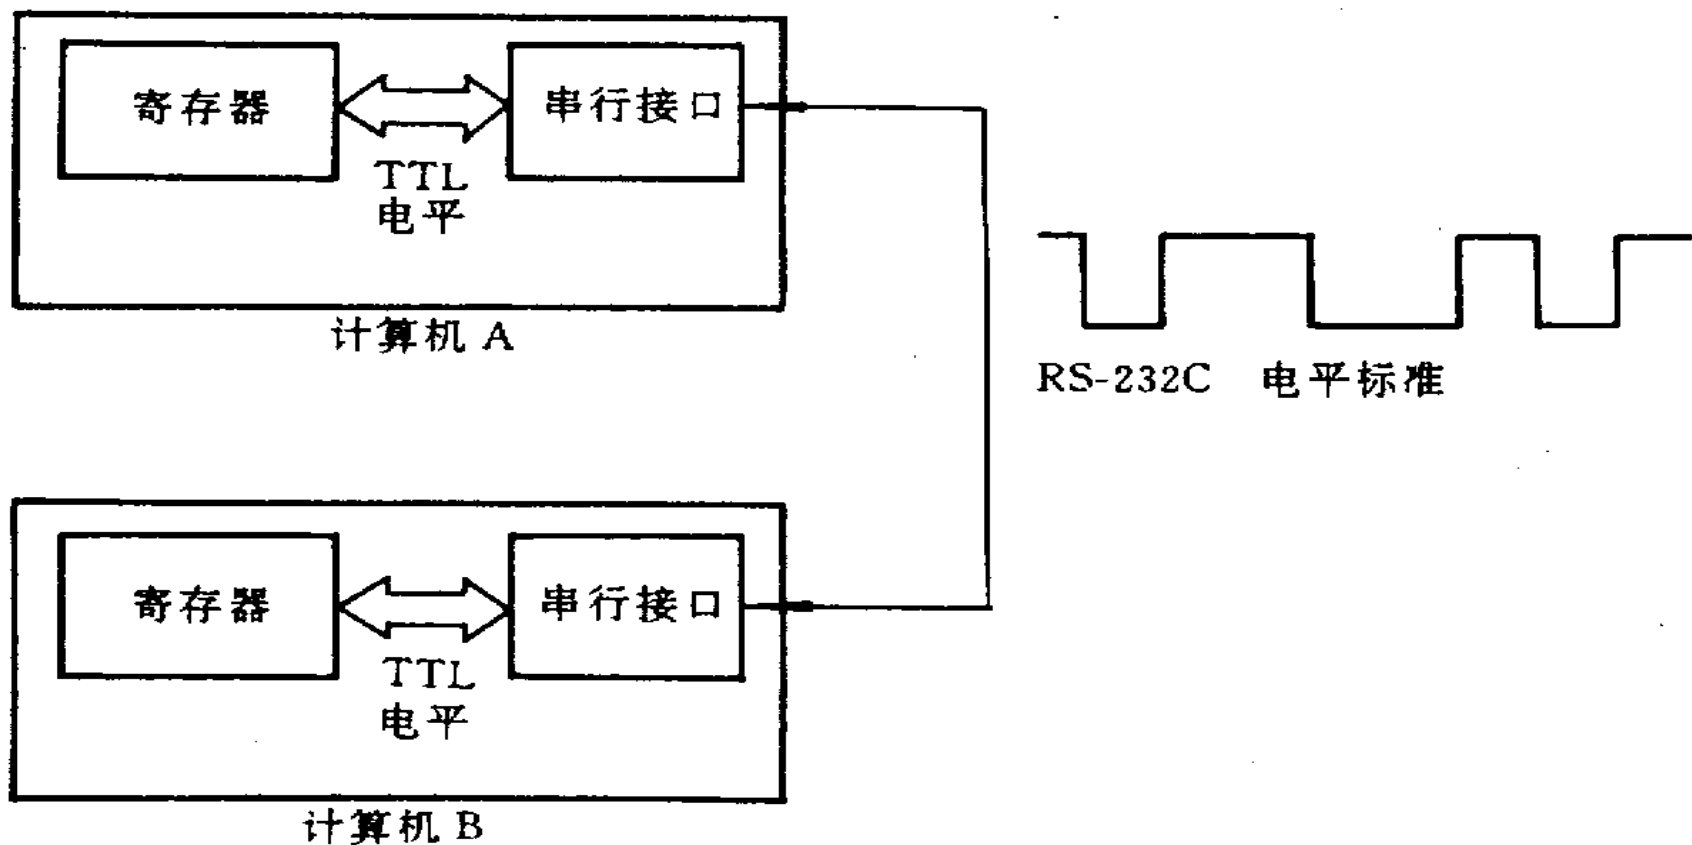 寄存器
串行接口
TTL
电平
计算机 A
RS-232C 电平标准
寄存器
串行接口
TTL
电平
计算机 B